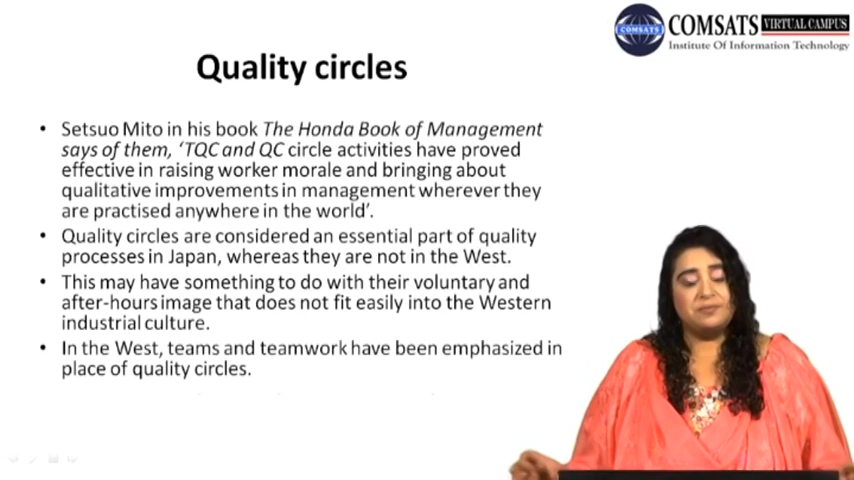 COMSATS VIRTUAL CAMPUS
COMSATS
Institute Of Information Technology
Quality circles
• Setsuo Mito in his book The Honda Book of Management
says of them, ‘TQC and QC circle activities have proved
effective in raising worker morale and bringing about
qualitative improvements in management wherever they
are practised anywhere in the world’.
• Quality circles are considered an essential part of quality
processes in Japan, whereas they are not in the West.
• This may have something to do with their voluntary and
after-hours image that does not fit easily into the Western
industrial culture.
• In the West, teams and teamwork have been emphasized in
place of quality circles.